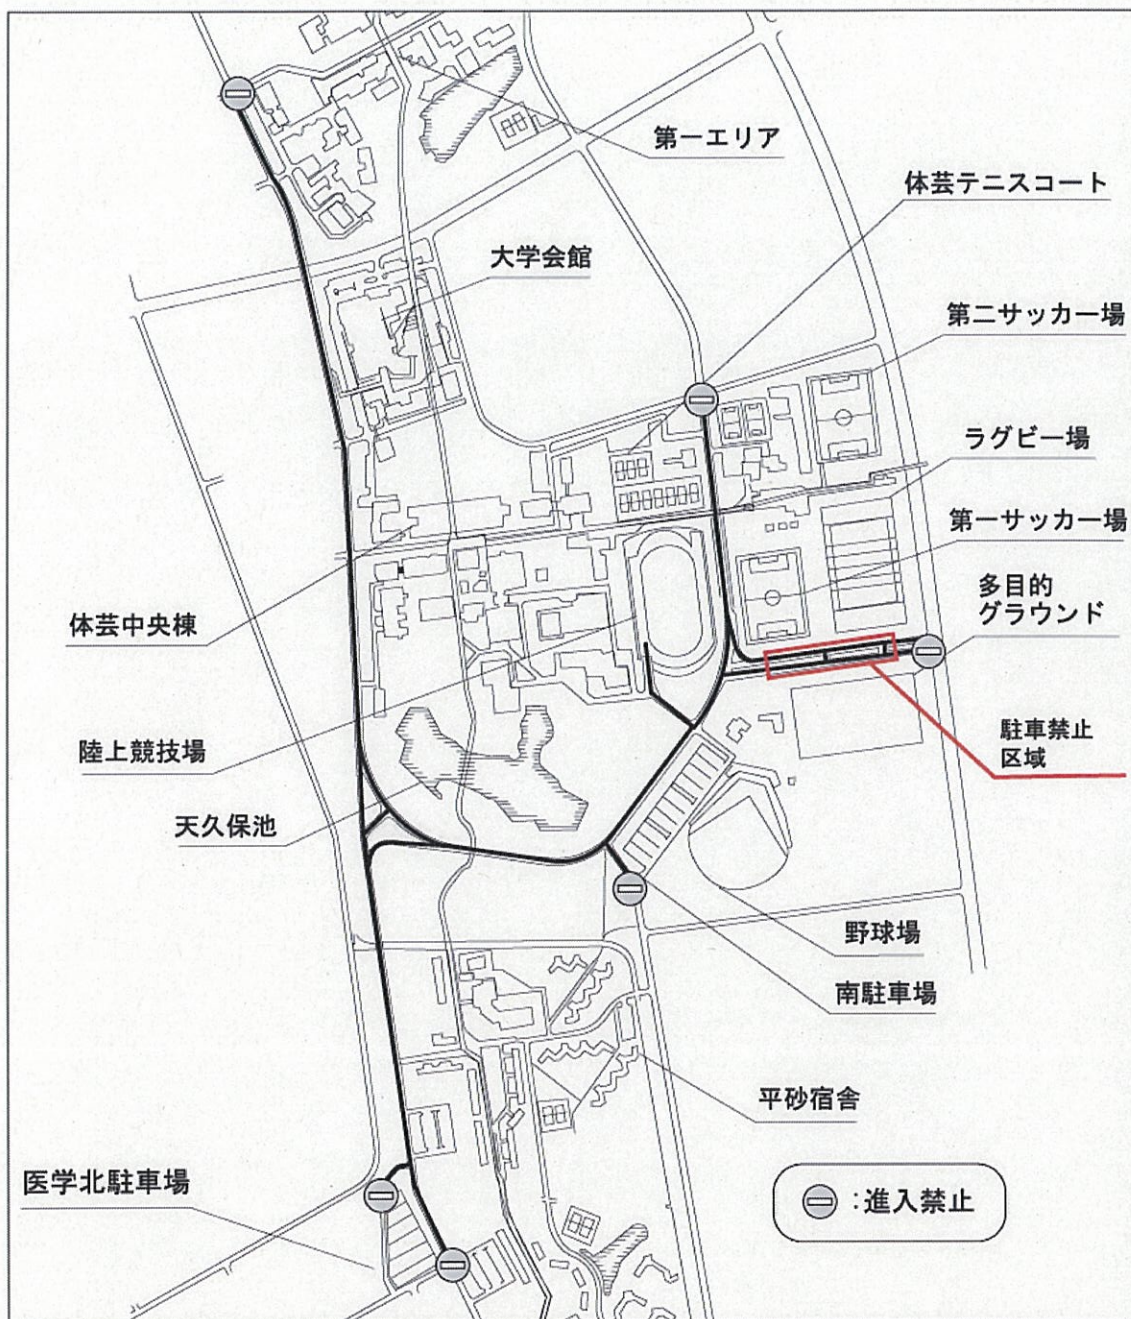 第一エリア
体芸テニスコート
大学会館
第二サッカー場
ラグビー場
第一サッカー場
多目的
グラウンド
体芸中央棟
駐車禁止
区域
陸上競技場
天久保池
野球場
南駐車場
平砂宿舎
医学北駐車場
:進入禁止